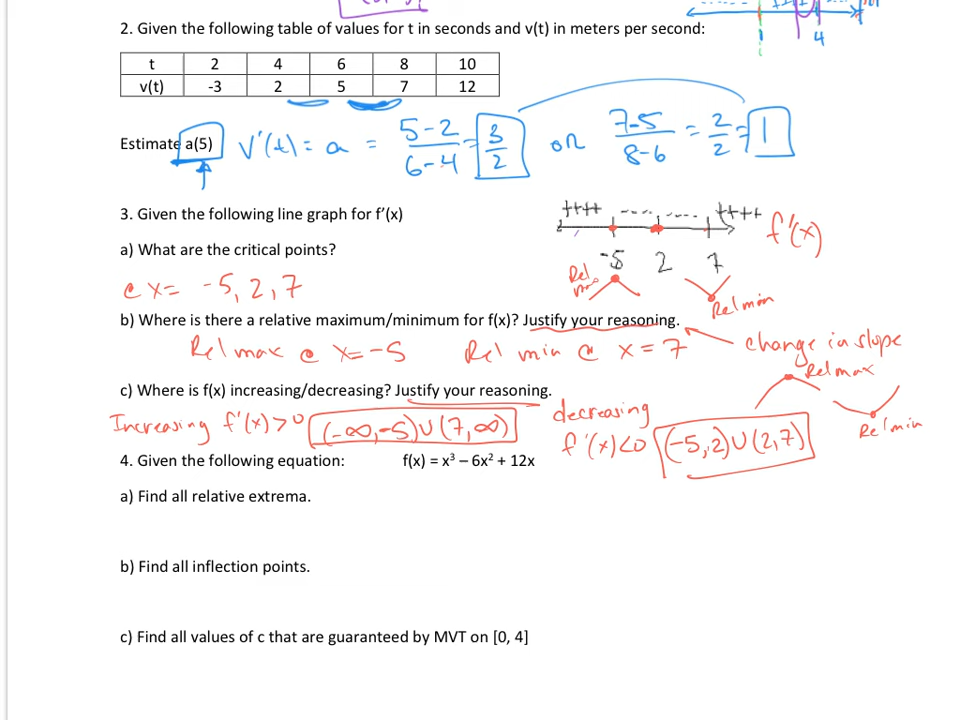 4
2. Given the following table of values for t in seconds and v(t) in meters per second:
t 2 4 6 8 10
v(t) -3 2 5 7 12
Estimate a(5) v'(t) = a = 5-2 / 6-4 = 3/2 or 7-5 / 8-6 = 2/2 = 1
3. Given the following line graph for f'(x)
++++ ---- ---- ++++ f'(x)
-5 2 7
a) What are the critical points?
@ x= -5, 2, 7
Rel max
Rel min
b) Where is there a relative maximum/minimum for f(x)? Justify your reasoning.
Rel max @ x=-5 Rel min @ x=7 change in slope
Rel max
Rel min
c) Where is f(x) increasing/decreasing? Justify your reasoning.
Increasing f'(x)>0 (-∞,-5)∪(7,∞) decreasing
f'(x)<0 (-5,2)∪(2,7)
4. Given the following equation: f(x) = x³ – 6x² + 12x
a) Find all relative extrema.
b) Find all inflection points.
c) Find all values of c that are guaranteed by MVT on [0, 4]